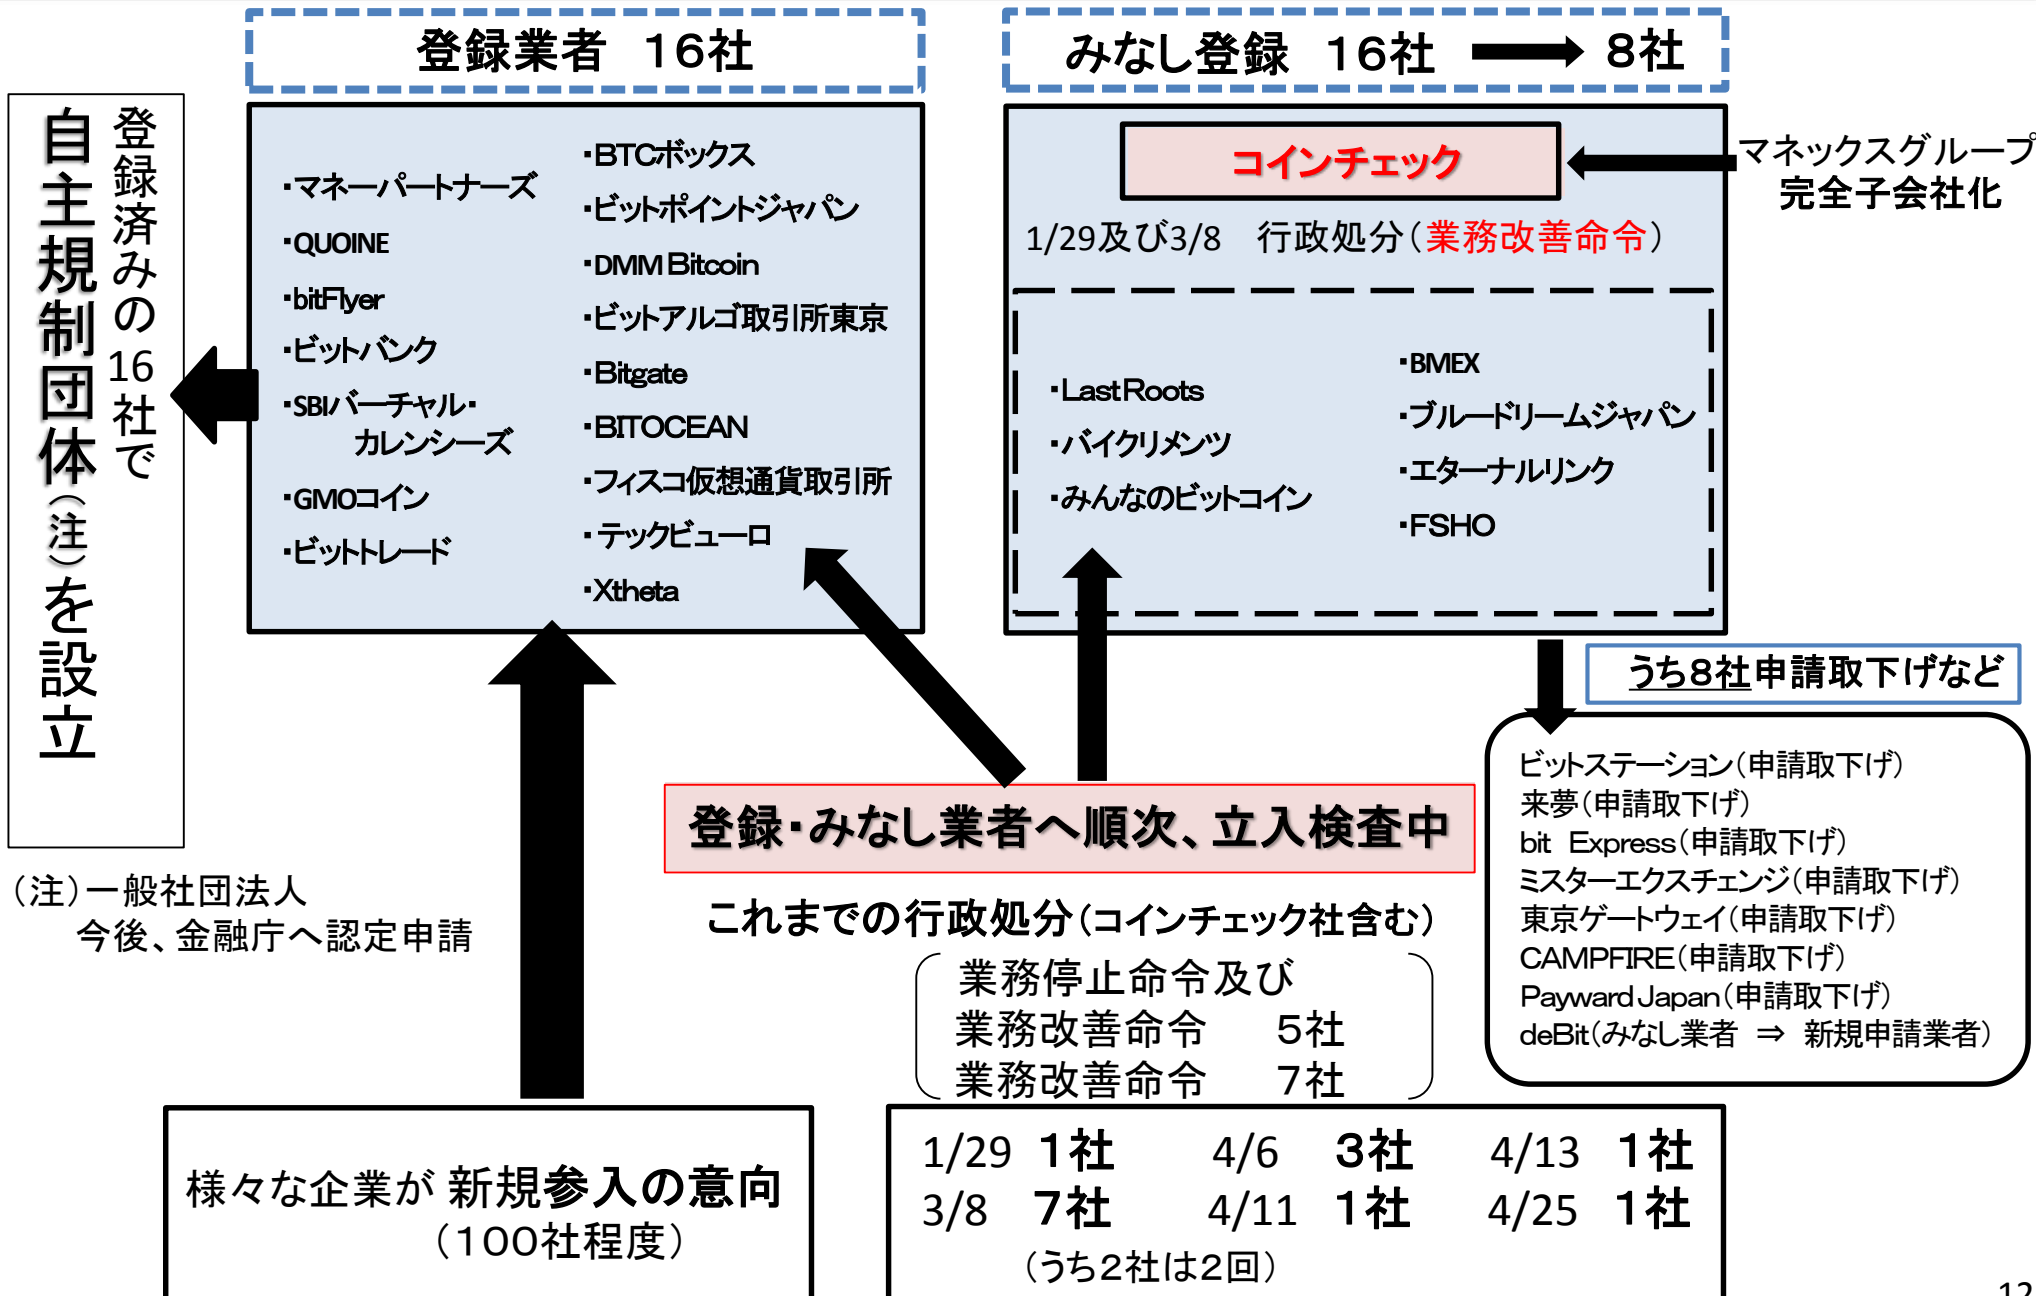 登録業者　16社
みなし登録　16社　→　8社
登録済みの16社で
自主規制団体（注）を設立
・マネーパートナーズ
・QUOINE
・bitFlyer
・ビットバンク
・SBIバーチャル・
カレンシーズ
・GMOコイン
・ビットトレード
・BTCボックス
・ビットポイントジャパン
・DMM Bitcoin
・ビットアルゴ取引所東京
・Bitgate
・BITOCEAN
・フィスコ仮想通貨取引所
・テックビューロ
・Xtheta
コインチェック
マネックスグループ
完全子会社化
1/29及び3/8　行政処分（業務改善命令）
・LastRoots
・バイクリメンツ
・みんなのビットコイン
・BMEX
・ブルードリームジャパン
・エターナルリンク
・FSHO
うち8社申請取下げなど
ビットステーション（申請取下げ）
来夢（申請取下げ）
bit Express（申請取下げ）
ミスターエクスチェンジ（申請取下げ）
東京ゲートウェイ（申請取下げ）
CAMPFIRE（申請取下げ）
Payward Japan（申請取下げ）
deBit（みなし業者 ⇒ 新規申請業者）
登録・みなし業者へ順次、立入検査中
（注）一般社団法人
今後、金融庁へ認定申請
これまでの行政処分（コインチェック社含む）
業務停止命令及び
業務改善命令　5社
業務改善命令　7社
様々な企業が 新規参入の意向
（100社程度）
1/29 1社　4/6 3社　4/13 1社
3/8 7社　4/11 1社　4/25 1社
（うち2社は2回）
12